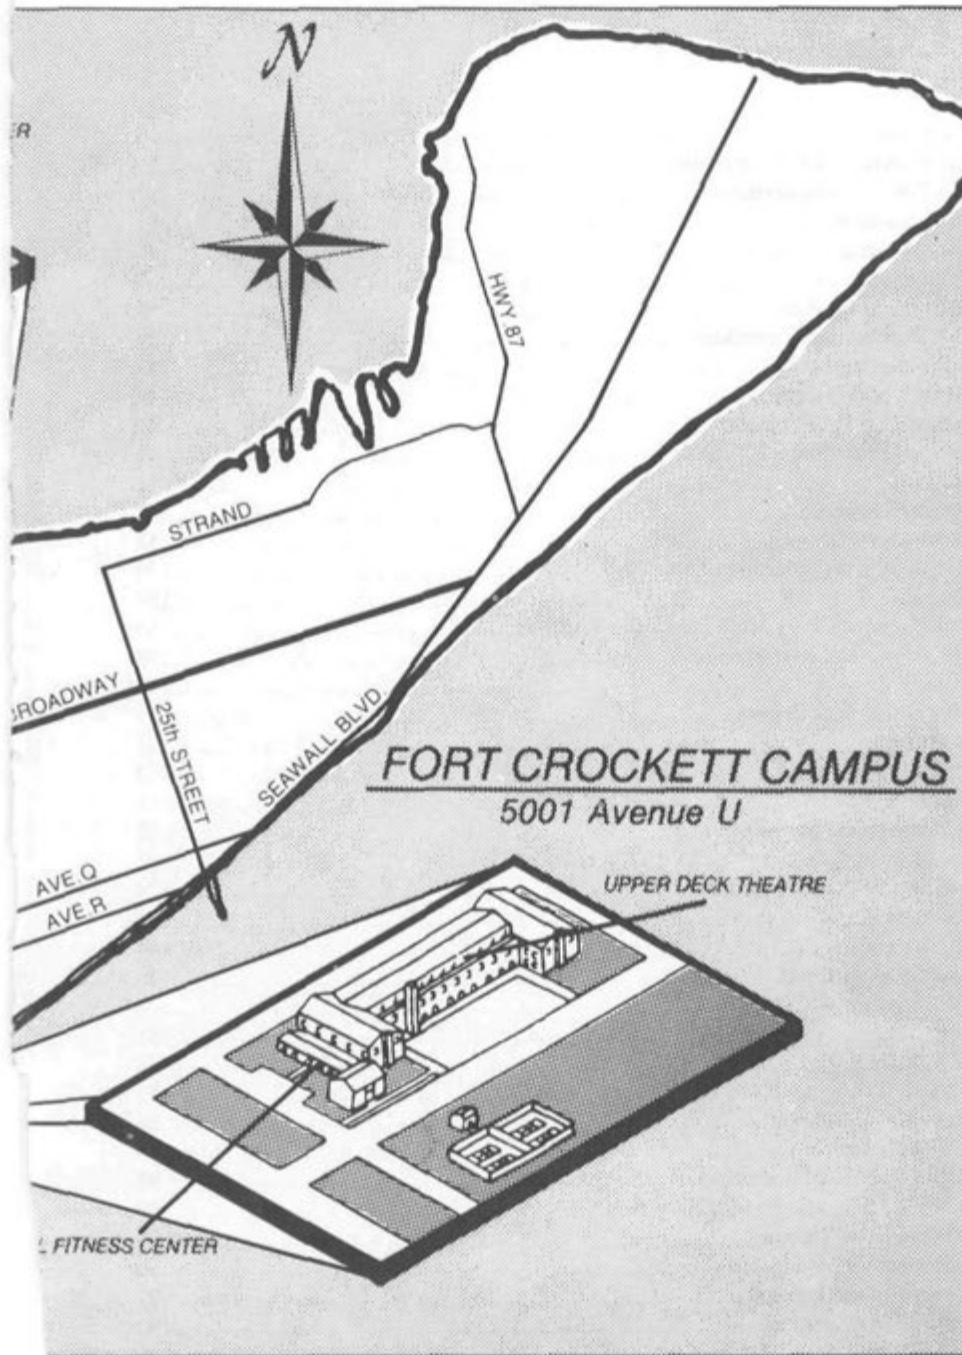 N
ER
HWY.87
STRAND
ROADWAY
25th STREET
SEAWALL BLVD.
FORT CROCKETT CAMPUS
5001 Avenue U
AVE.Q
AVE.R
UPPER DECK THEATRE
L FITNESS CENTER